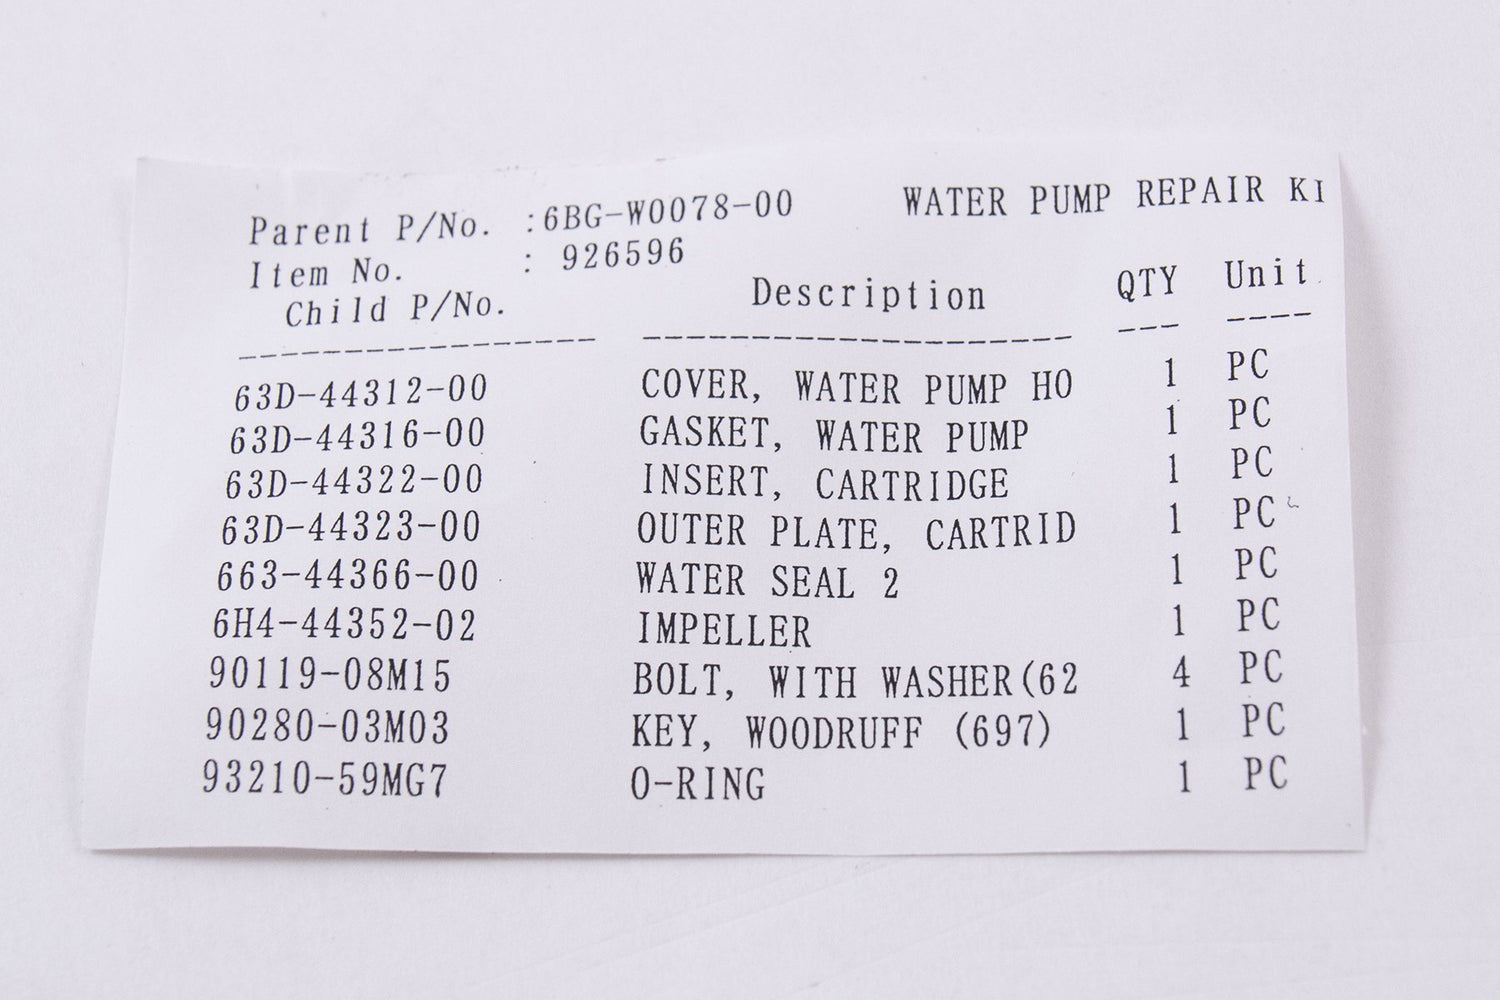 Parent P/No. :6BG-W0078-00 WATER PUMP REPAIR KI
Item No. : 926596
Child P/No. Description QTY Unit
----------------- --------------------- --- ----
63D-44312-00 COVER, WATER PUMP HO 1 PC
63D-44316-00 GASKET, WATER PUMP 1 PC
63D-44322-00 INSERT, CARTRIDGE 1 PC
63D-44323-00 OUTER PLATE, CARTRID 1 PC
663-44366-00 WATER SEAL 2 1 PC
6H4-44352-02 IMPELLER 1 PC
90119-08M15 BOLT, WITH WASHER(62 4 PC
90280-03M03 KEY, WOODRUFF (697) 1 PC
93210-59MG7 O-RING 1 PC